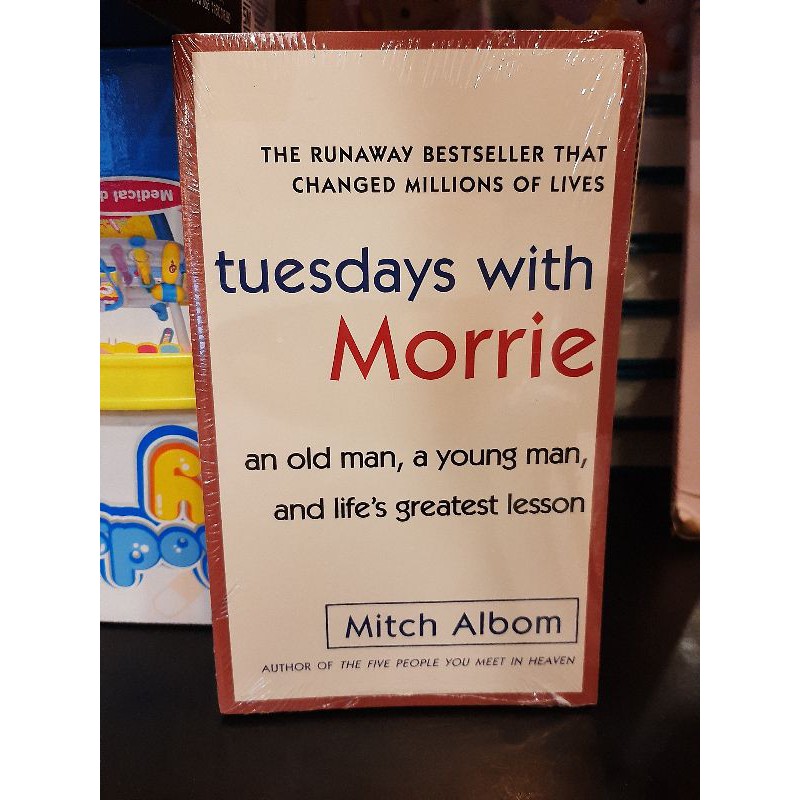 THE RUNAWAY BESTSELLER THAT
CHANGED MILLIONS OF LIVES
tuesdays with
Morrie
an old man, a young man,
and life's greatest lesson
Mitch Albom
AUTHOR OF THE FIVE PEOPLE YOU MEET IN HEAVEN
Medical